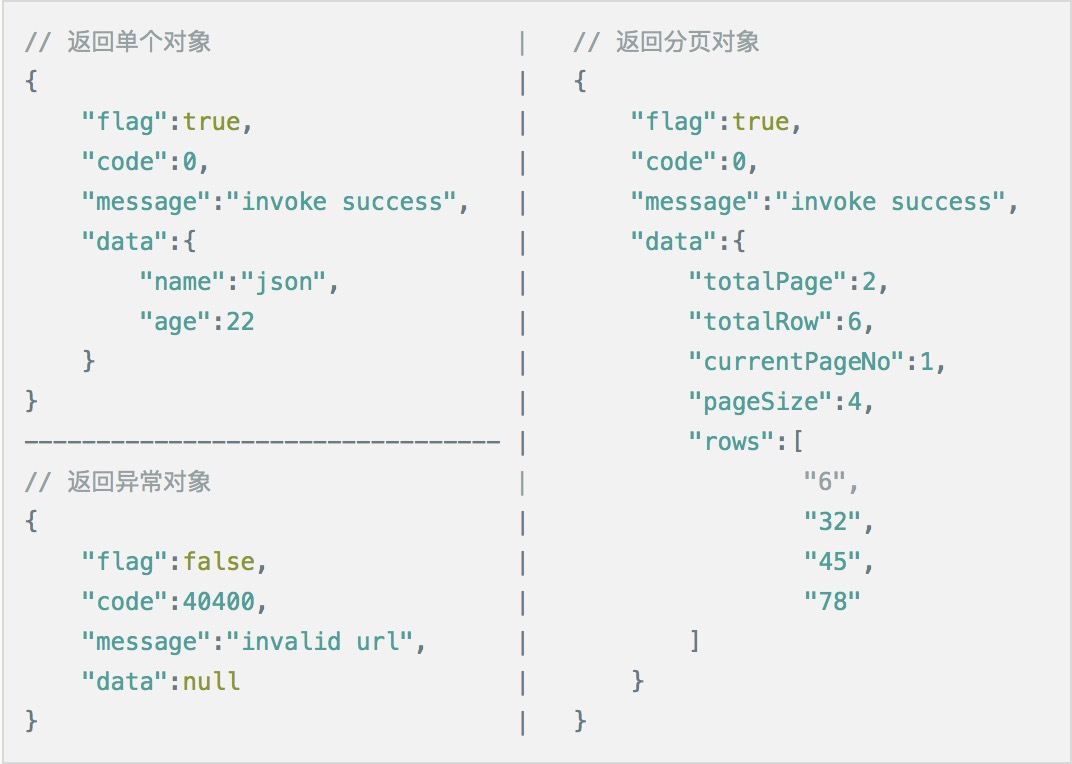 // 返回单个对象                     |   // 返回分页对象
{                                 |   {
    "flag":true,                  |       "flag":true,
    "code":0,                     |       "code":0,
    "message":"invoke success",   |       "message":"invoke success",
    "data":{                      |       "data":{
        "name":"json",            |           "totalPage":2,
        "age":22                  |           "totalRow":6,
    }                             |           "currentPageNo":1,
}                                 |           "pageSize":4,
--------------------------------- |           "rows":[
// 返回异常对象                     |                   "6",
{                                 |                   "32",
    "flag":false,                 |                   "45",
    "code":40400,                 |                   "78"
    "message":"invalid url",      |           ]
    "data":null                   |       }
}                                 |   }